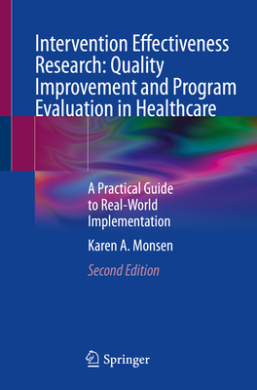 Intervention Effectiveness
Research: Quality
Improvement and Program
Evaluation in Healthcare
A Practical Guide
to Real-World
Implementation
Karen A. Monsen
Second Edition
Springer